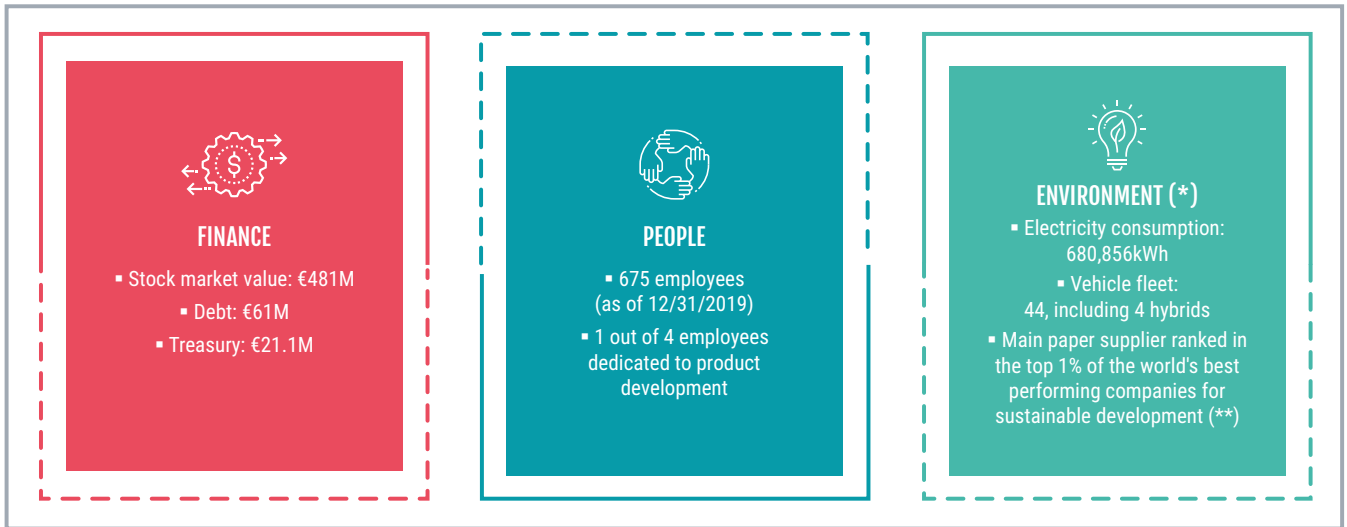 FINANCE
▪ Stock market value: €481M
▪ Debt: €61M
▪ Treasury: €21.1M
PEOPLE
▪ 675 employees
(as of 12/31/2019)
▪ 1 out of 4 employees
dedicated to product
development
ENVIRONMENT (*)
▪ Electricity consumption:
680,856kWh
▪ Vehicle fleet:
44, including 4 hybrids
▪ Main paper supplier ranked in
the top 1% of the world's best
performing companies for
sustainable development (**)